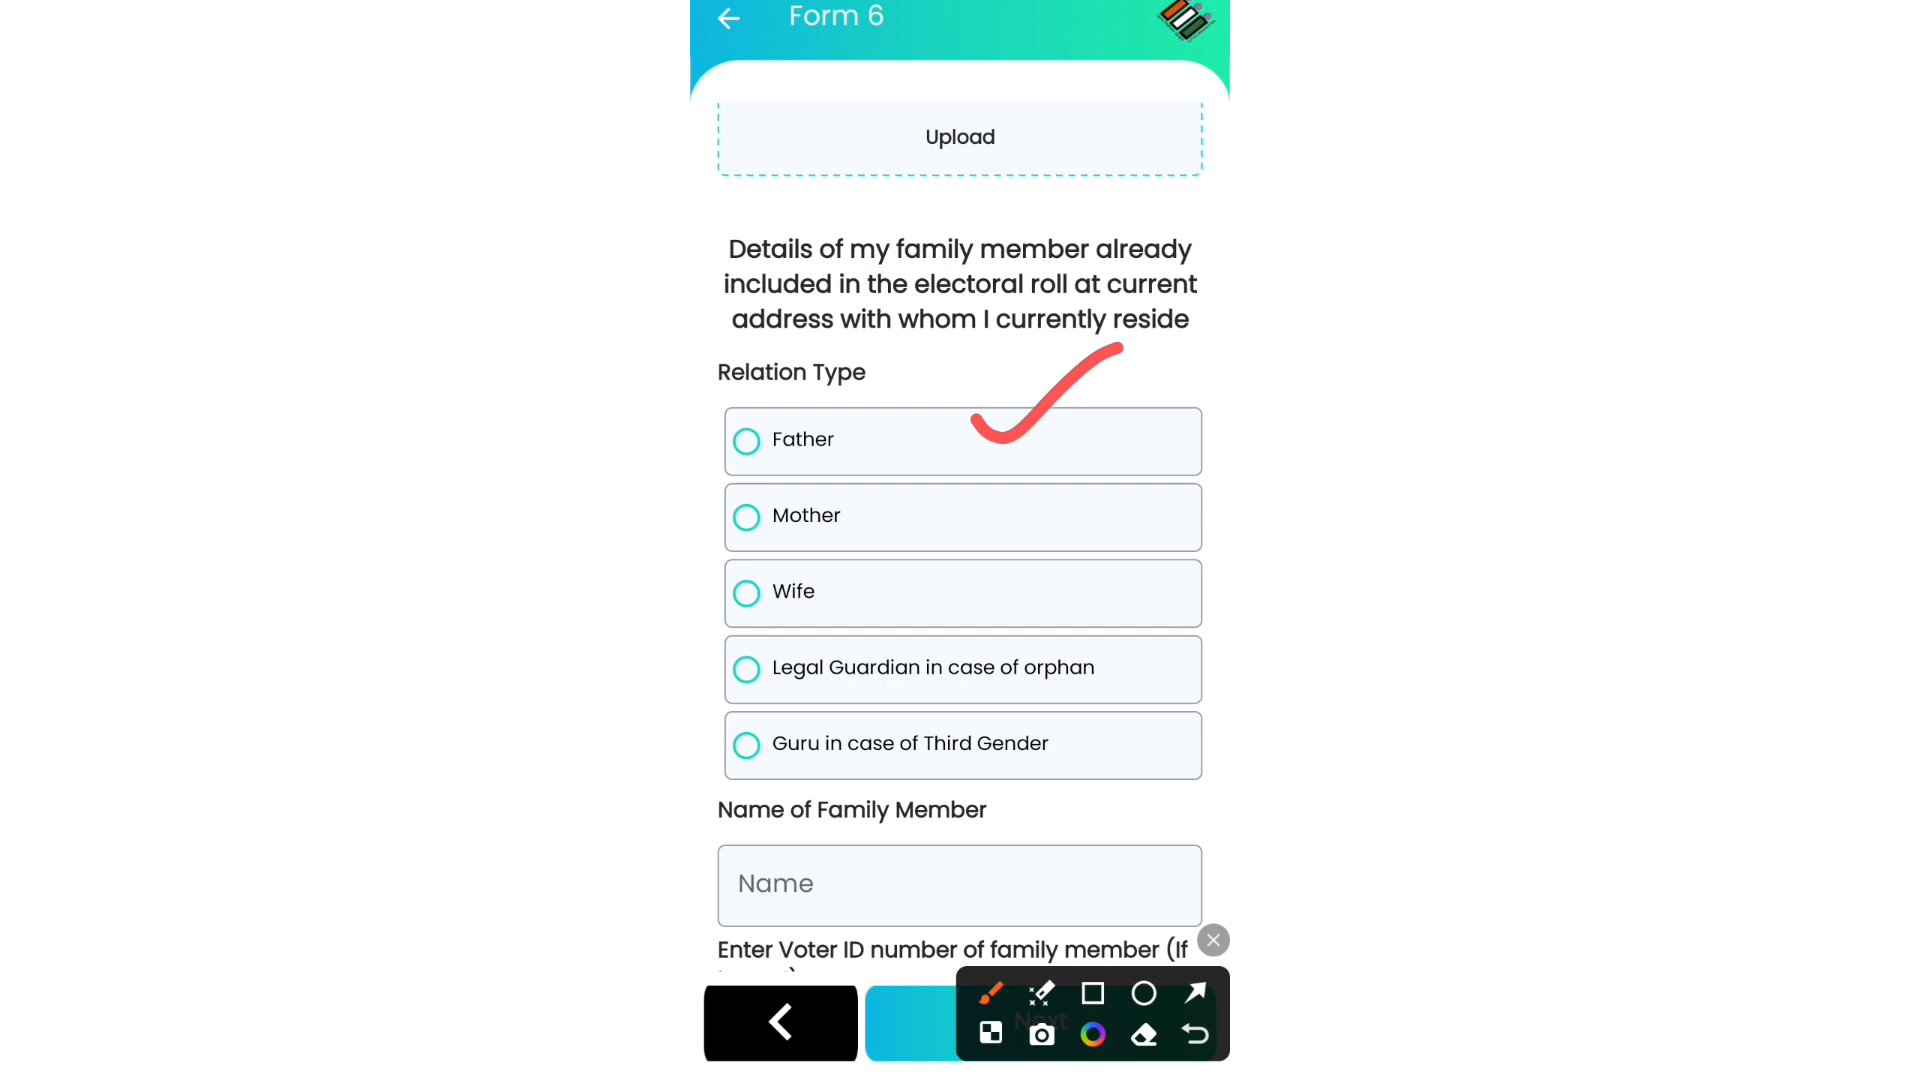 Form 6
Upload
Details of my family member already
included in the electoral roll at current
address with whom I currently reside
Relation Type
Father
Mother
Wife
Legal Guardian in case of orphan
Guru in case of Third Gender
Name of Family Member
Name
Enter Voter ID number of family member (If
Next